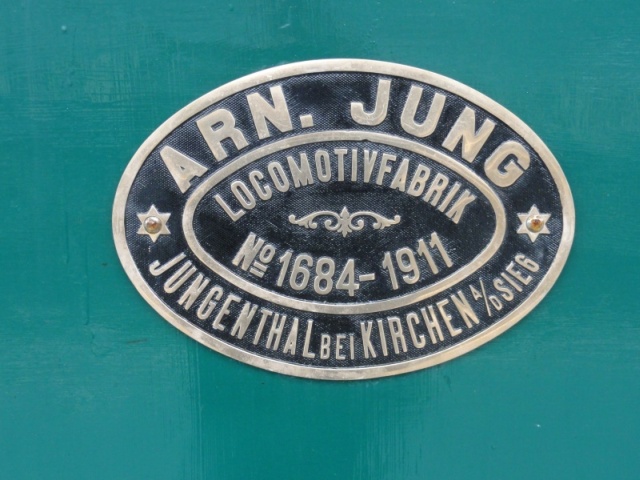 ARN. JUNG
LOCOMOTIVFABRIK
No 1684-1911
JUNGENTHAL BEI KIRCHEN A/D SIEG